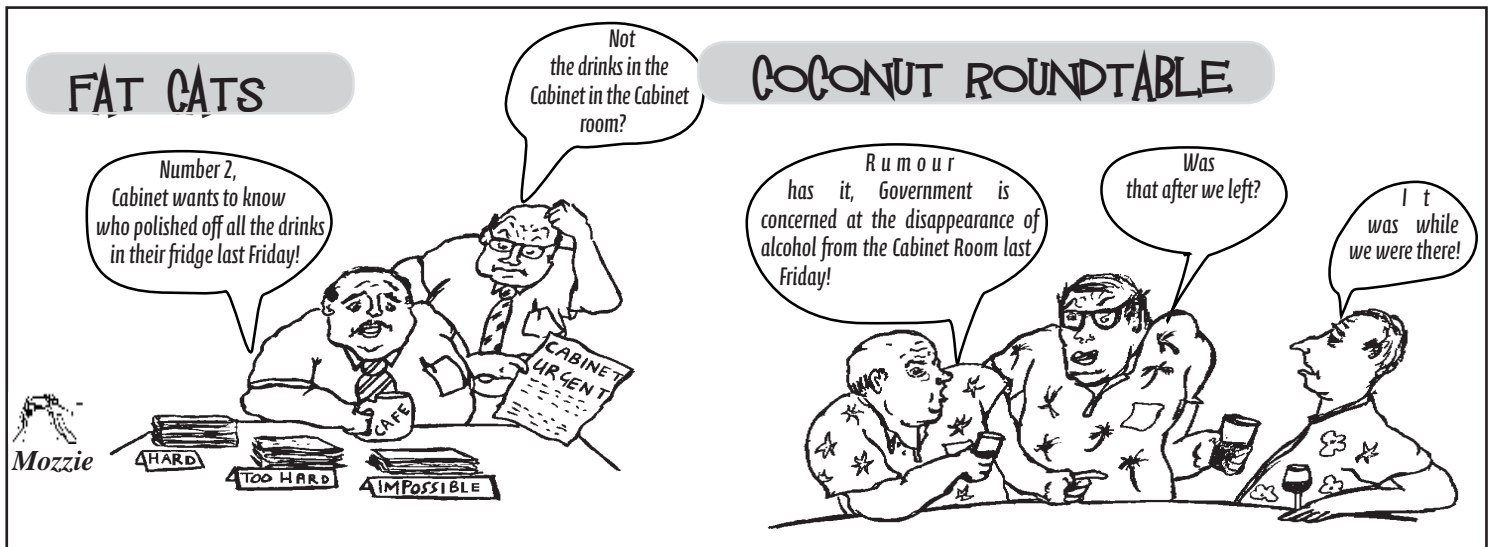 FAT CATS
Number 2,
Cabinet wants to know
who polished off all the drinks
in their fridge last Friday!
Not
the drinks in the
Cabinet in the Cabinet
room?
CABINET
URGENT
CAFE
HARD
TOO HARD
IMPOSSIBLE
Mozzie
COCONUT ROUNDTABLE
Rumour
has it, Government is
concerned at the disappearance of
alcohol from the Cabinet Room last
Friday!
Was
that after we left?
It
was while
we were there!